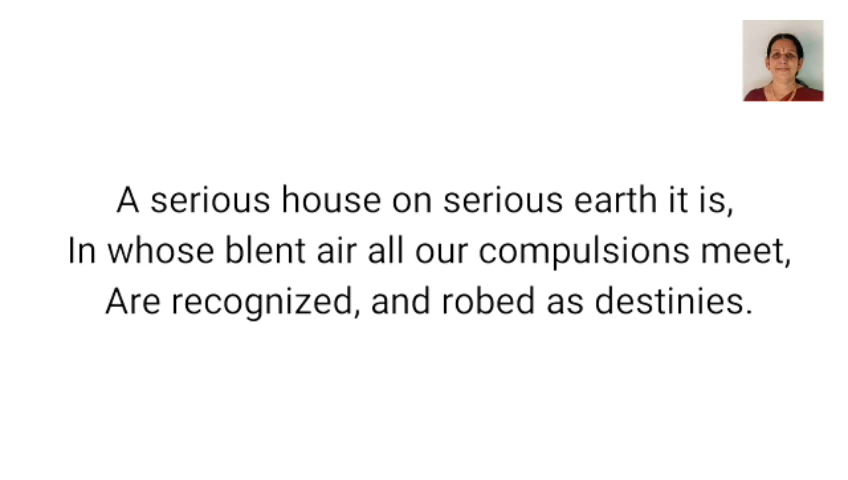 A serious house on serious earth it is,
In whose blent air all our compulsions meet,
Are recognized, and robed as destinies.